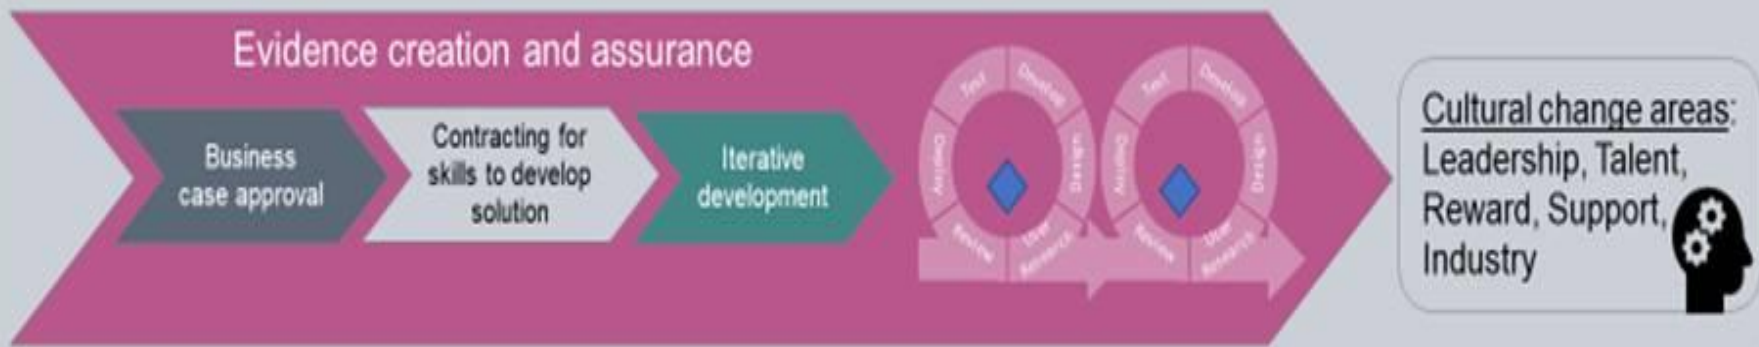 Evidence creation and assurance
Business
case approval
Contracting for
skills to develop
solution
Iterative
development
Test
Develop
Design
User
Research
Review
Deploy
Test
Develop
Design
User
Research
Review
Deploy
Cultural change areas:
Leadership, Talent,
Reward, Support,
Industry